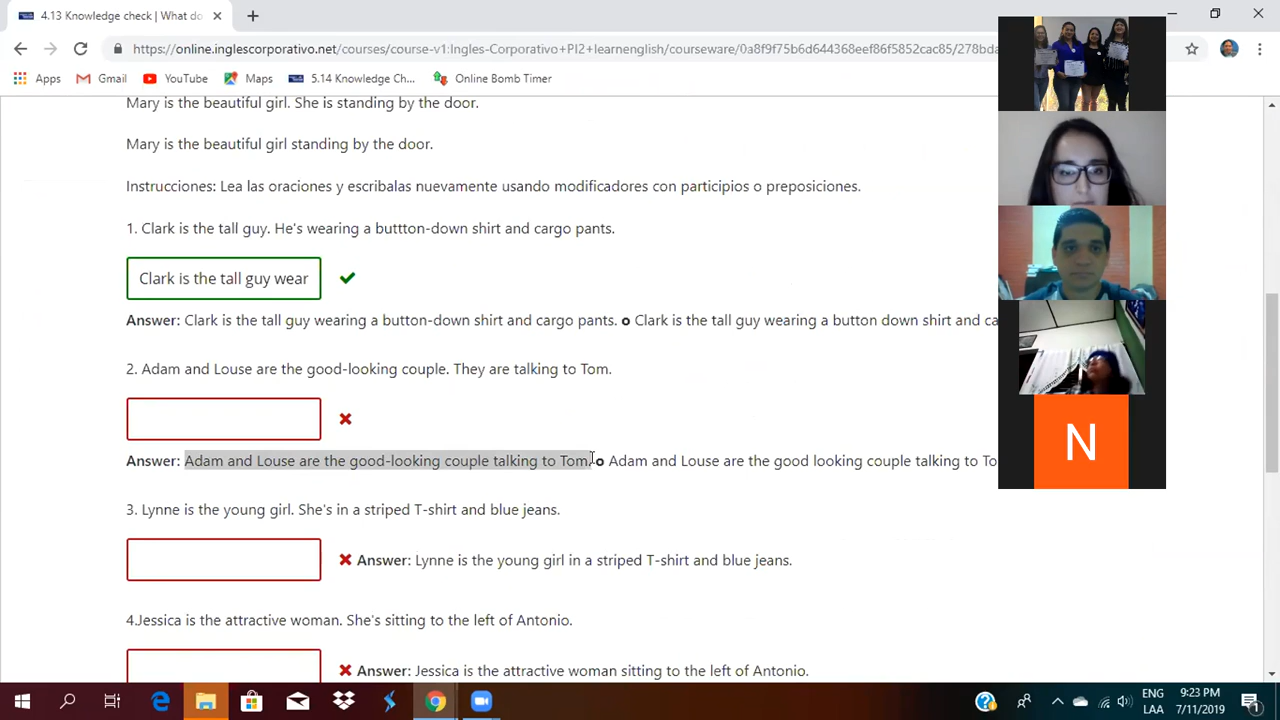 4.13 Knowledge check | What do
https://online.inglescorporativo.net/courses/course-v1:Ingles-Corporativo+PI2+learnenglish/courseware/0a8f9f75b6d644368eef86f5852cac85/278bda
Apps Gmail YouTube Maps 5.14 Knowledge Ch... Online Bomb Timer
Mary is the beautiful girl. She is standing by the door.
Mary is the beautiful girl standing by the door.
Instrucciones: Lea las oraciones y escribalas nuevamente usando modificadores con participios o preposiciones.
1. Clark is the tall guy. He's wearing a buttton-down shirt and cargo pants.
Clark is the tall guy wear
Answer: Clark is the tall guy wearing a button-down shirt and cargo pants. o Clark is the tall guy wearing a button down shirt and ca
2. Adam and Louse are the good-looking couple. They are talking to Tom.
Answer: Adam and Louse are the good-looking couple talking to Tom. o Adam and Louse are the good looking couple talking to To
3. Lynne is the young girl. She's in a striped T-shirt and blue jeans.
Answer: Lynne is the young girl in a striped T-shirt and blue jeans.
4.Jessica is the attractive woman. She's sitting to the left of Antonio.
Answer: Jessica is the attractive woman sitting to the left of Antonio.
N
ENG 9:23 PM
LAA 7/11/2019
1